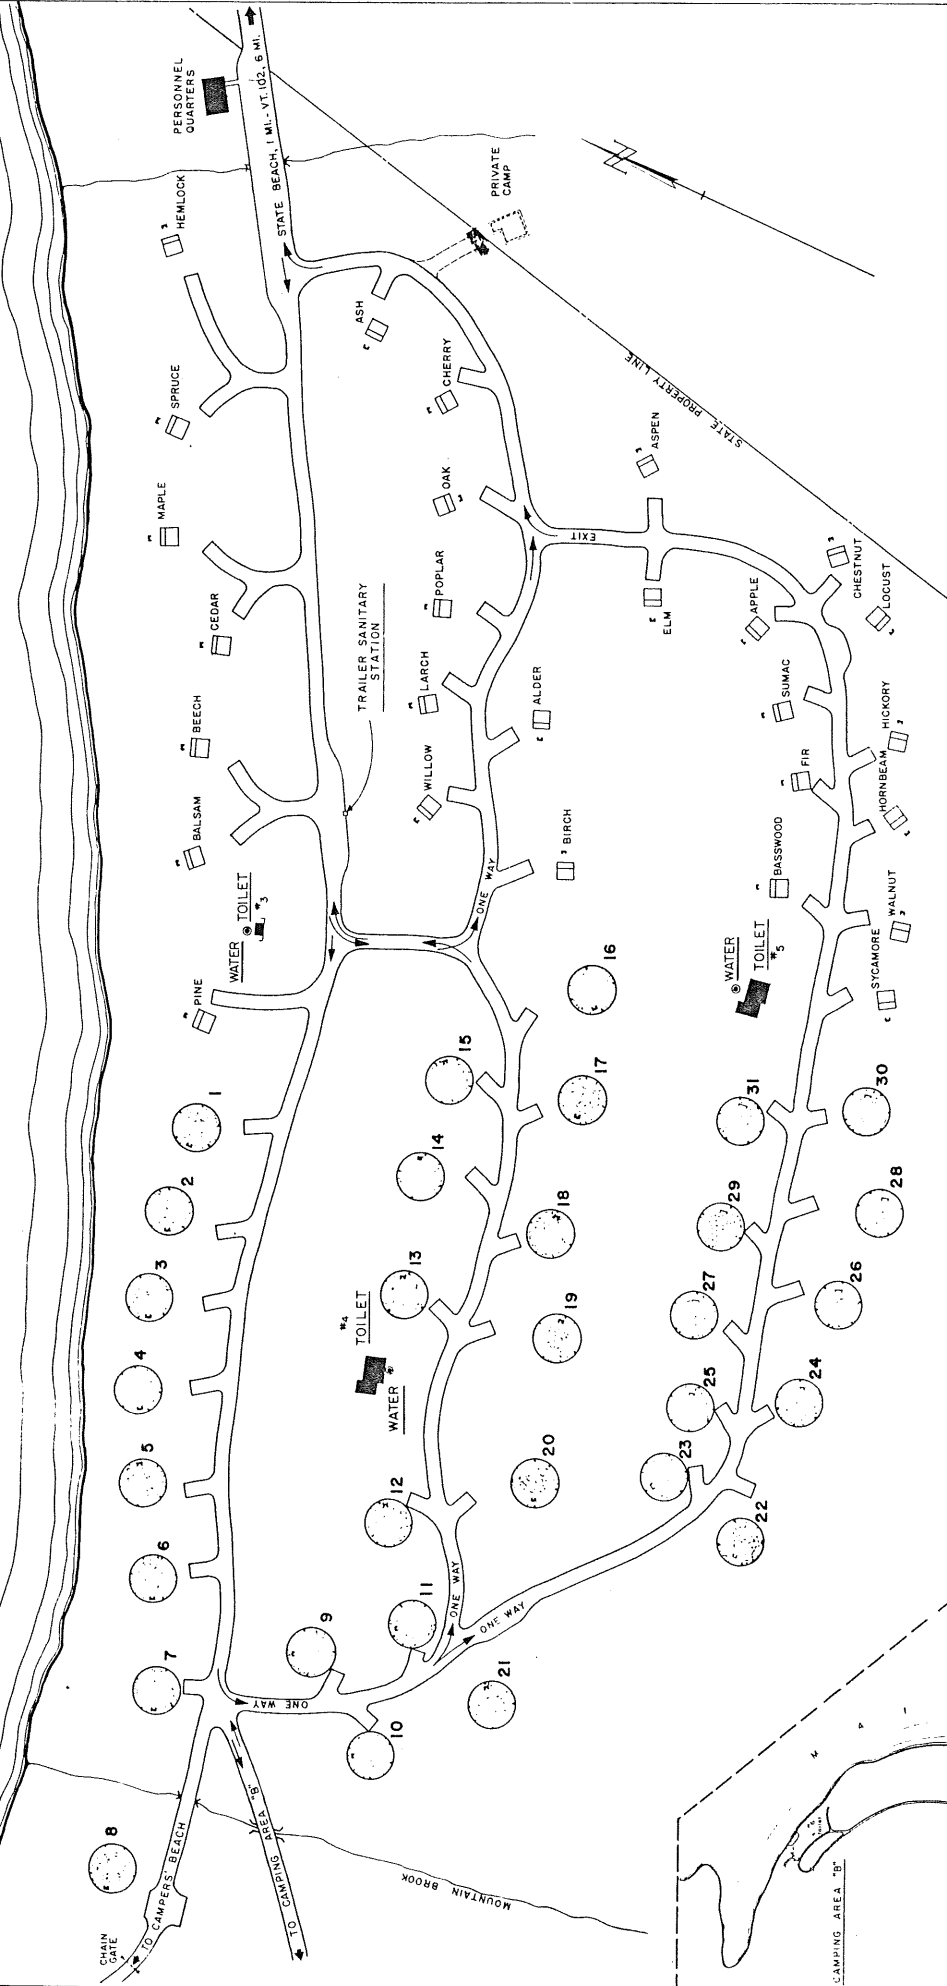 PERSONNEL
QUARTERS
STATE BEACH, 1 MI. - VT. 102, 6 MI.
HEMLOCK
PRIVATE
CAMP
N
STATE PROPERTY LINE
ASH
SPRUCE
CHERRY
MAPLE
OAK
ASPEN
EXIT
CEDAR
POPLAR
ELM
APPLE
CHESTNUT
LOCUST
TRAILER SANITARY
STATION
BEECH
LARCH
ALDER
SUMAC
HICKORY
BALSAM
WILLOW
BIRCH
FIR
HORNBEAM
BASSWOOD
WALNUT
SYCAMORE
TOILET
#3
WATER
ONE WAY
PINE
WATER
TOILET
#5
16
15
17
1
14
31
30
2
18
29
28
3
13
19
27
26
#4
TOILET
WATER
4
25
24
5
12
20
23
22
6
11
ONE WAY
ONE WAY
7
9
ONE WAY
10
21
8
TO CAMPERS' BEACH
CHAIN
GATE
TO CAMPING AREA "B"
MOUNTAIN BROOK
M A I
CAMPING AREA "B"